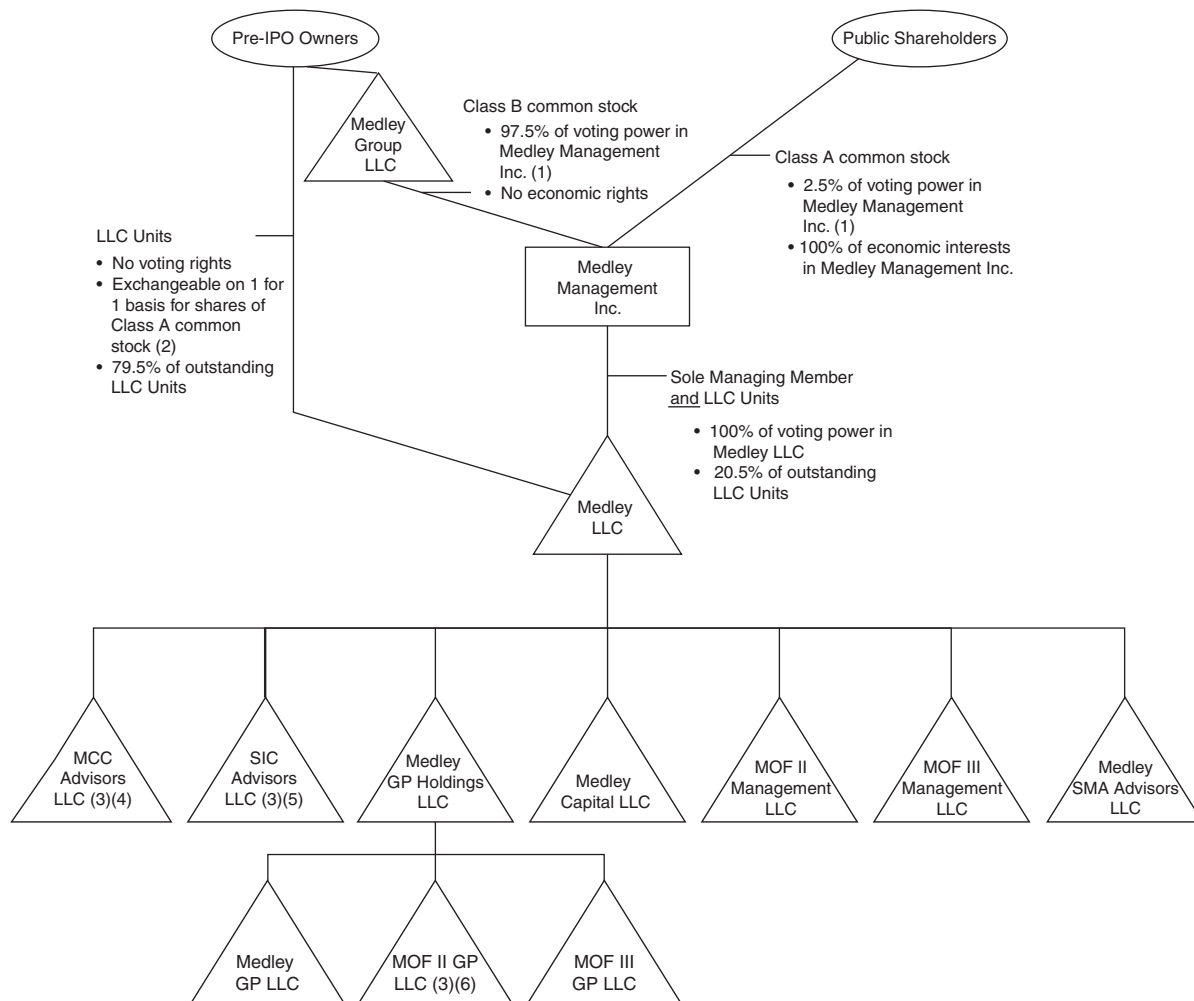 Pre-IPO Owners
Public Shareholders
Medley
Group
LLC
Class B common stock
• 97.5% of voting power in
Medley Management
Inc. (1)
• No economic rights
Class A common stock
• 2.5% of voting power in
Medley Management
Inc. (1)
• 100% of economic interests
in Medley Management Inc.
LLC Units
• No voting rights
• Exchangeable on 1 for
1 basis for shares of
Class A common
stock (2)
• 79.5% of outstanding
LLC Units
Medley
Management
Inc.
Sole Managing Member
and LLC Units
• 100% of voting power in
Medley LLC
• 20.5% of outstanding
LLC Units
Medley
LLC
MCC
Advisors
LLC (3)(4)
SIC
Advisors
LLC (3)(5)
Medley
GP Holdings
LLC
Medley
Capital LLC
MOF II
Management
LLC
MOF III
Management
LLC
Medley
SMA Advisors
LLC
Medley
GP LLC
MOF II GP
LLC (3)(6)
MOF III
GP LLC